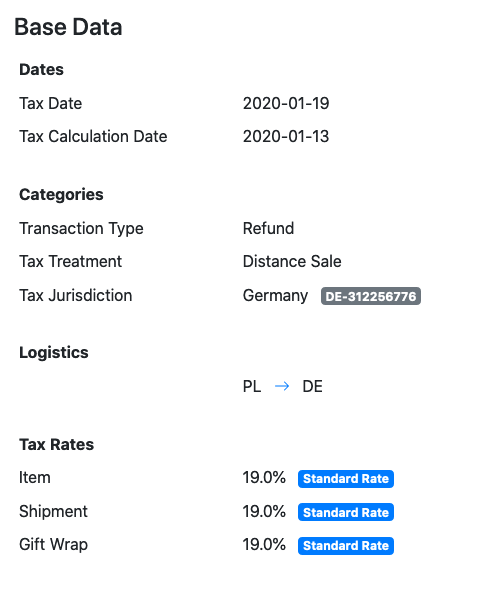 Base Data
Dates
Tax Date 2020-01-19
Tax Calculation Date 2020-01-13
Categories
Transaction Type Refund
Tax Treatment Distance Sale
Tax Jurisdiction Germany DE-312256776
Logistics
PL → DE
Tax Rates
Item 19.0% Standard Rate
Shipment 19.0% Standard Rate
Gift Wrap 19.0% Standard Rate